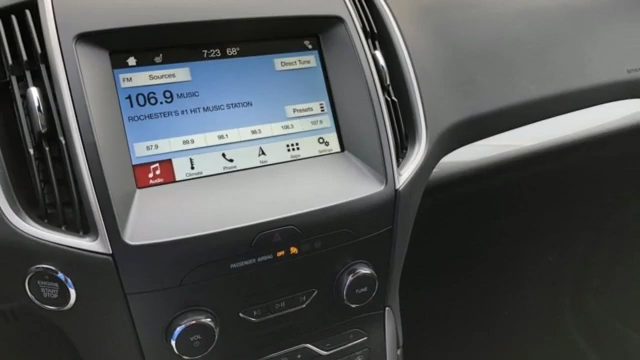 7:23 68°
FM Sources Direct Tune
106.9 MUSIC
ROCHESTER'S #1 HIT MUSIC STATION
Presets
87.9 89.9 98.1 98.5 106.3 107.9
Audio Climate Phone Nav Apps Settings
PASSENGER AIRBAG OFF
ENGINE
START
STOP
VOL
TUNE